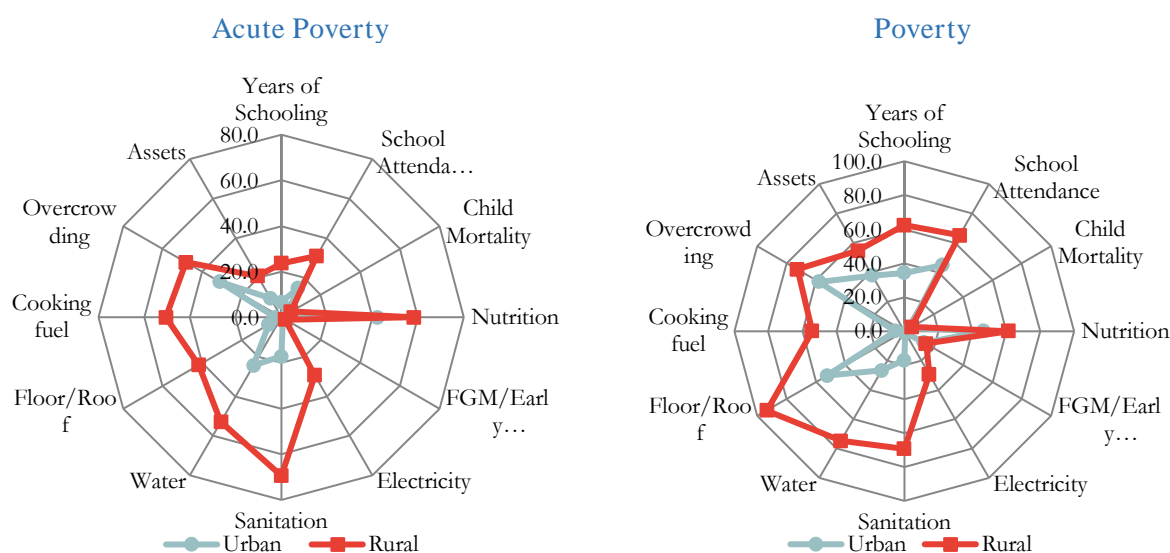 Acute Poverty
Years of
Schooling
80.0
60.0
40.0
20.0
0.0
School
Attenda…
Child
Mortality
Nutrition
FGM/Earl
y…
Electricity
Sanitation
Water
Floor/Roo
f
Cooking
fuel
Overcrow
ding
Assets
Urban
Rural
Poverty
Years of
Schooling
100.0
80.0
60.0
40.0
20.0
0.0
School
Attendance
Child
Mortality
Nutrition
FGM/Earl
y…
Electricity
Sanitation
Water
Floor/Roo
f
Cooking
fuel
Overcrowd
ing
Assets
Urban
Rural